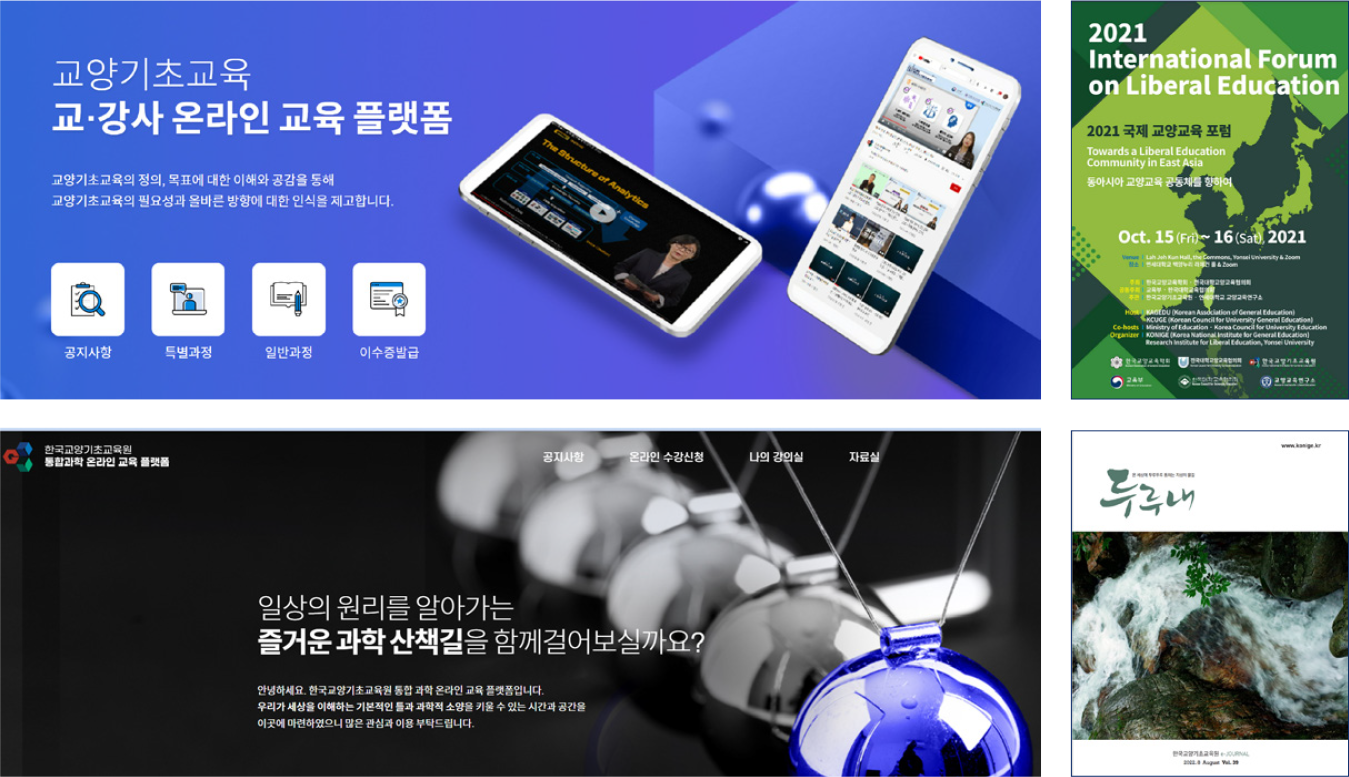 교양기초교육
교·강사 온라인 교육 플랫폼
교양기초교육의 정의, 목표에 대한 이해와 공감을 통해
교양기초교육의 필요성과 올바른 방향에 대한 인식을 제고합니다.
공지사항
특별과정
일반과정
이수증발급
The Structure of Analytics
2021
International Forum
on Liberal Education
2021 국제 교양교육 포럼
Towards a Liberal Education
Community in East Asia
동아시아 교양교육 공동체를 향하여
Oct. 15 (Fri) ~ 16 (Sat), 2021
Venue | Lah Jeh Kun Hall, the Commons, Yonsei University & Zoom
장소 | 연세대학교 백양누리 라제건 홀 & Zoom
한국교양교육학회 · 한국대학교양교육협의회
교육부 · 한국대학교육협의회
한국교양기초교육원 · 연세대학교 교양교육연구소
Host | KAGEDU (Korean Association of General Education)
KCUGE (Korean Council for University General Education)
Co-hosts | Ministry of Education · Korea Council for University Education
Organizer | KONIGE (Korea National Institute for General Education)
Research Institute for Liberal Education, Yonsei University
한국교양교육학회
한국대학교양교육협의회
한국교양기초교육원
교육부
한국대학교육협의회
교양교육연구소
한국교양기초교육원
통합과학 온라인 교육 플랫폼
공지사항
온라인 수강신청
나의 강의실
자료실
일상의 원리를 알아가는
즐거운 과학 산책길을 함께걸어보실까요?
안녕하세요. 한국교양기초교육원 통합 과학 온라인 교육 플랫폼입니다.
우리가 세상을 이해하는 기본적인 틀과 과학적 소양을 키울 수 있는 시간과 공간을
이곳에 마련하였으니 많은 관심과 이용 부탁드립니다.
www.konige.kr
두루내
한국교양기초교육원 e-JOURNAL
2022. 8 August Vol. 38